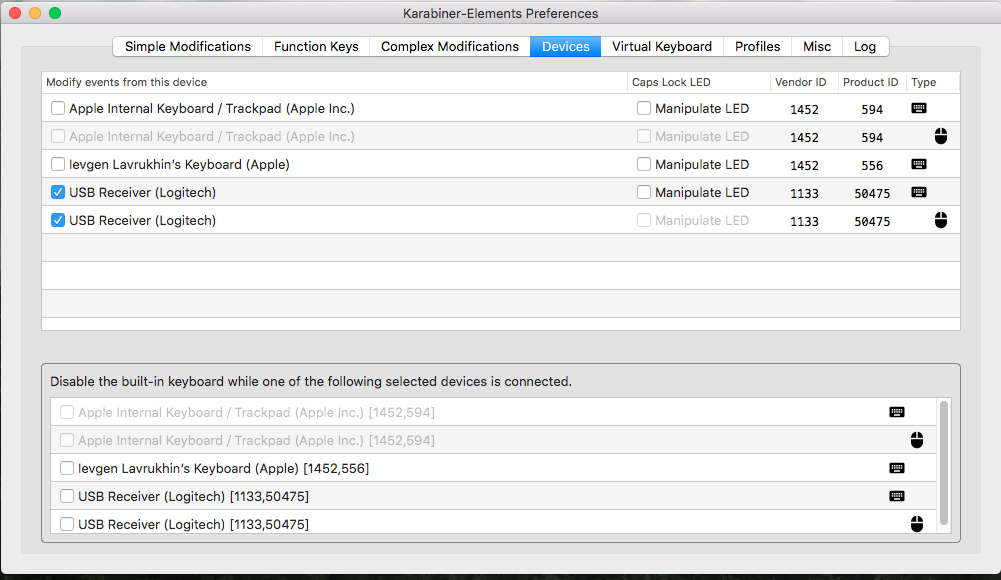 Karabiner-Elements Preferences
Simple Modifications Function Keys Complex Modifications Devices Virtual Keyboard Profiles Misc Log
Modify events from this device Caps Lock LED Vendor ID Product ID Type
Apple Internal Keyboard / Trackpad (Apple Inc.) Manipulate LED 1452 594
Apple Internal Keyboard / Trackpad (Apple Inc.) Manipulate LED 1452 594
Ievgen Lavrukhin’s Keyboard (Apple) Manipulate LED 1452 556
USB Receiver (Logitech) Manipulate LED 1133 50475
USB Receiver (Logitech) Manipulate LED 1133 50475
Disable the built-in keyboard while one of the following selected devices is connected.
Apple Internal Keyboard / Trackpad (Apple Inc.) [1452,594]
Apple Internal Keyboard / Trackpad (Apple Inc.) [1452,594]
Ievgen Lavrukhin’s Keyboard (Apple) [1452,556]
USB Receiver (Logitech) [1133,50475]
USB Receiver (Logitech) [1133,50475]